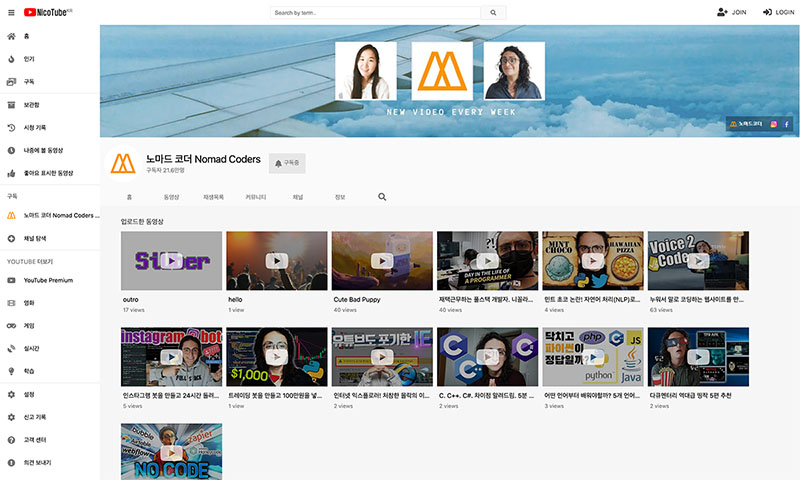 NicoTube KR
Search by term..
JOIN
LOGIN
홈
인기
구독
보관함
시청 기록
나중에 볼 동영상
좋아요 표시한 동영상
구독
노마드 코더 Nomad Coders ...
채널 탐색
YOUTUBE 더보기
YouTube Premium
영화
게임
실시간
학습
설정
신고 기록
고객 센터
의견 보내기
NEW VIDEO EVERY WEEK
노마드코더
노마드 코더 Nomad Coders
구독자 21.6만명
구독중
홈
동영상
재생목록
커뮤니티
채널
정보
업로드한 동영상
outro
17 views
hello
1 view
Cute Bad Puppy
40 views
?!
DAY IN THE LIFE OF
A PROGRAMMER
재택근무하는 풀스택 개발자. 니꼴라...
40 views
MINT
CHOCO
HAWAIIAN
PIZZA
민트 초코 논란! 자연어 처리(NLP)로...
3 views
Voice 2
Code
누워서 말로 코딩하는 웹사이트를 만...
63 views
instagram bot
FULL STACK
인스타그램 봇을 만들고 24시간 돌려...
5 views
$1,000
트레이딩 봇을 만들고 100만원을 넣...
1 view
유튜브도 포기한
인터넷 익스플로러! 처참한 몰락의 이...
2 views
C
C++
C#
C. C++. C#. 차이점 알려드림. 5분 ...
2 views
닥치고
파이썬이
정답일까
php
JS
python
Java
어떤 언어부터 배워야할까? 5개 언어...
3 views
다큐멘터리 역대급 띵작 5편 추천
2 views
bubble
zapier
webflow
NO CODE